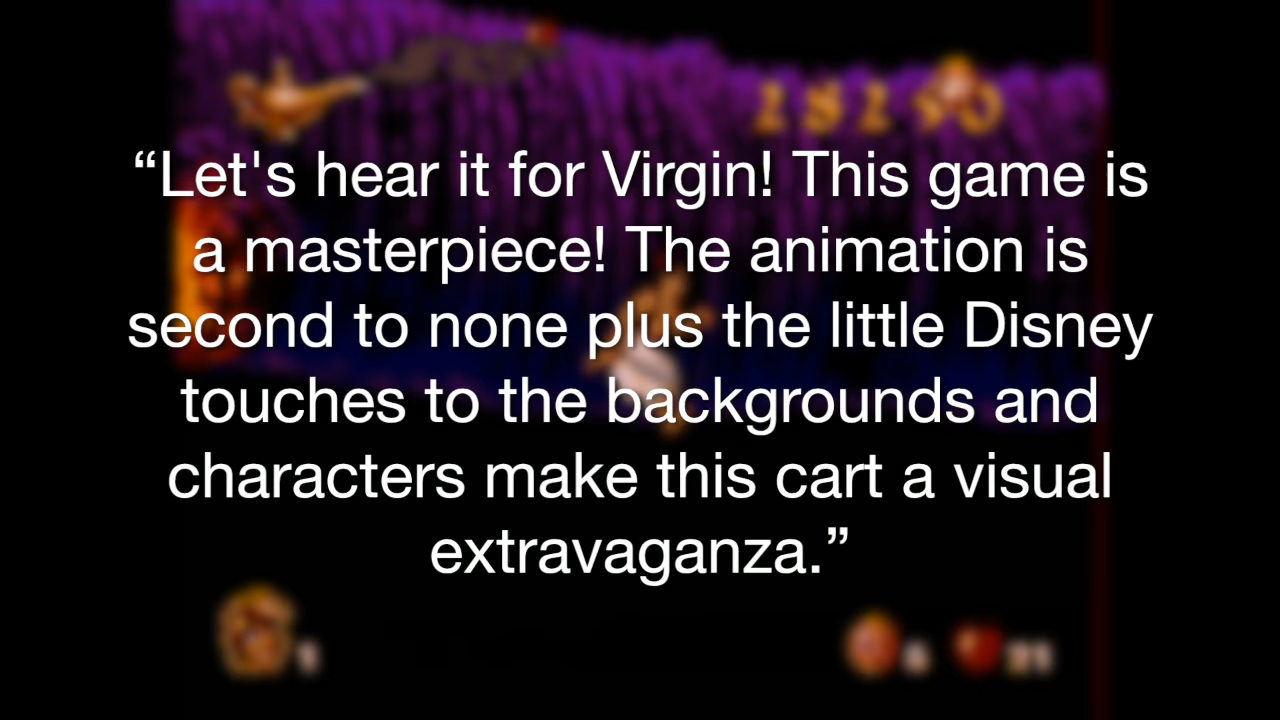 28290
“Let's hear it for Virgin! This game is
a masterpiece! The animation is
second to none plus the little Disney
touches to the backgrounds and
characters make this cart a visual
extravaganza.”